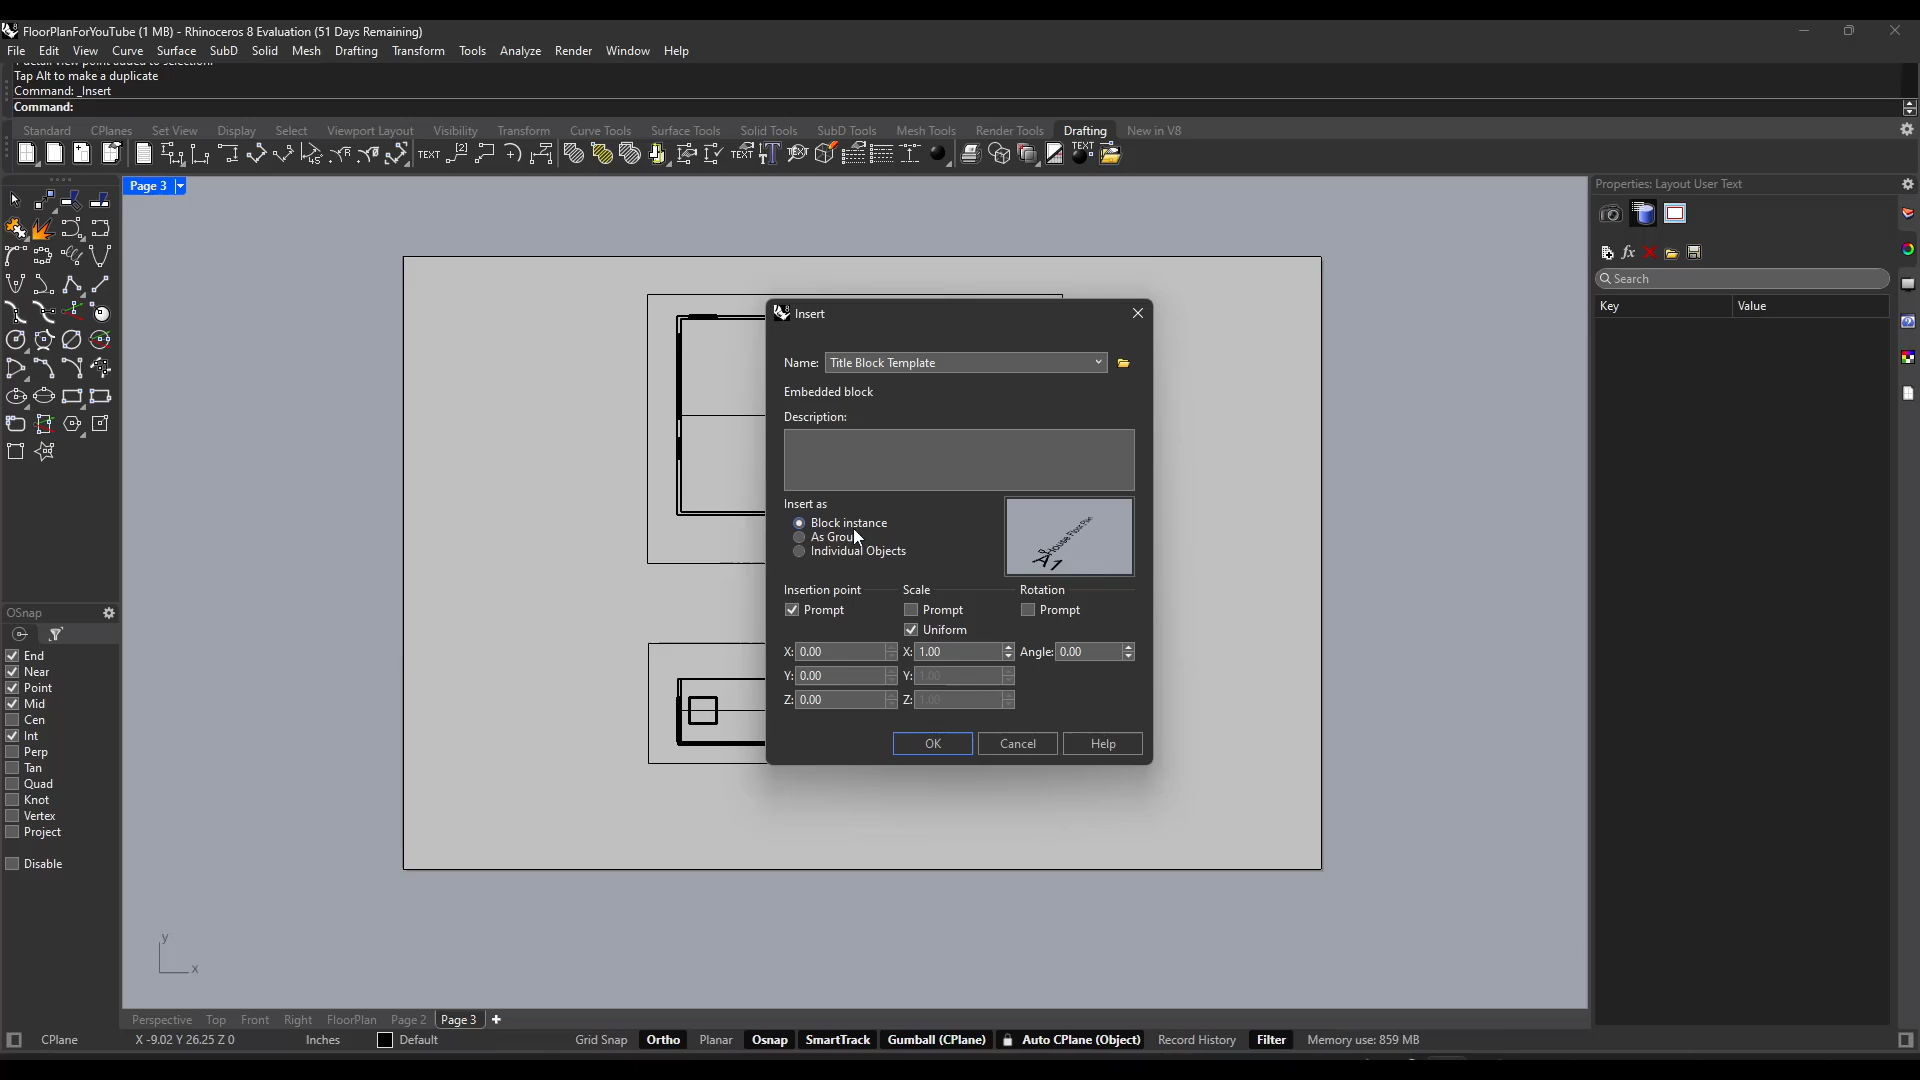 FloorPlanForYouTube (1 MB) - Rhinoceros 8 Evaluation (51 Days Remaining)
File Edit View Curve Surface SubD Solid Mesh Drafting Transform Tools Analyze Render Window Help
Tap Alt to make a duplicate
Command: _Insert
Command:
Standard CPlanes Set View Display Select Viewport Layout Visibility Transform Curve Tools Surface Tools Solid Tools SubD Tools Mesh Tools Render Tools Drafting New in V8
TEXT TEXT TEXT
Page 3
Properties: Layout User Text
Search
Key Value
Insert
Name: Title Block Template
Embedded block
Description:
Insert as
Block instance
As Grou
Individual Objects
House Floor Plan
A1
Insertion point Scale Rotation
Prompt Prompt Prompt
Uniform
X: 0.00 X: 1.00 Angle: 0.00
Y: 0.00 Y: 1.00
Z: 0.00 Z: 1.00
OK Cancel Help
OSnap
End
Near
Point
Mid
Cen
Int
Perp
Tan
Quad
Knot
Vertex
Project
Disable
y
x
Perspective Top Front Right FloorPlan Page 2 Page 3
CPlane X -9.02 Y 26.25 Z 0 Inches Default Grid Snap Ortho Planar Osnap SmartTrack Gumball (CPlane) Auto CPlane (Object) Record History Filter Memory use: 859 MB